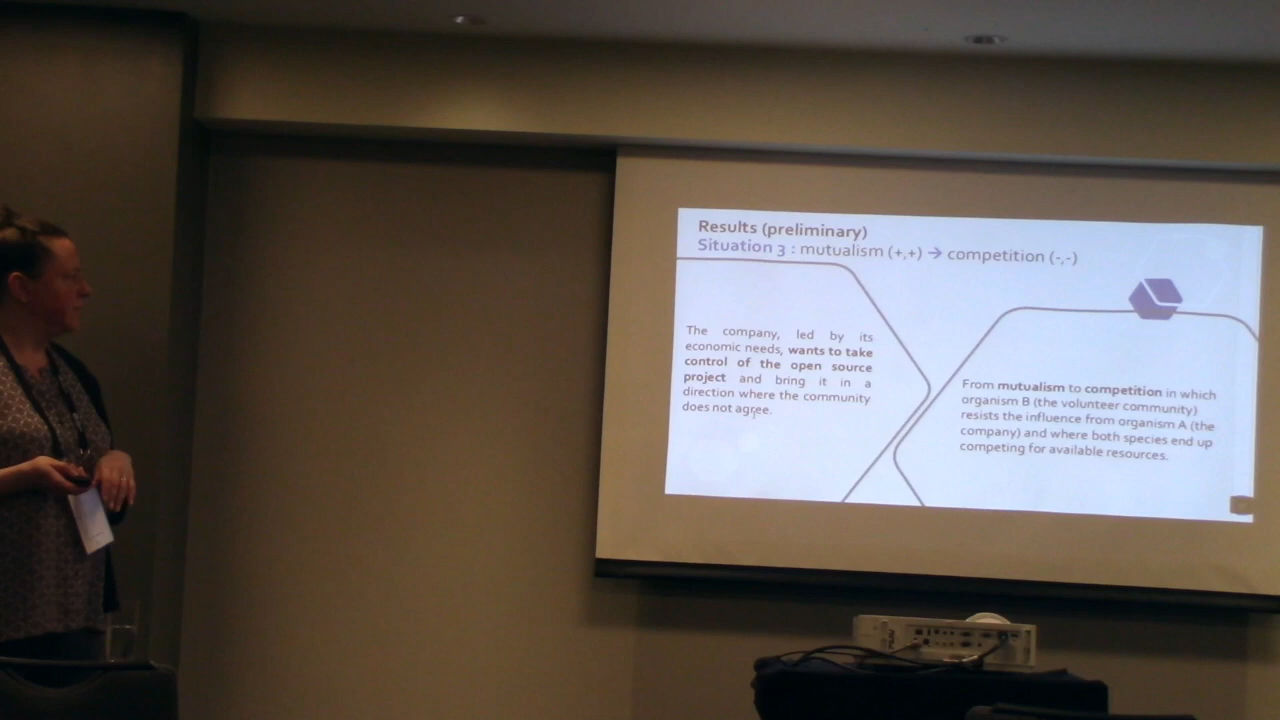 Results (preliminary)
Situation 3 : mutualism (+,+) → competition (-,-)
The company, led by its
economic needs, wants to take
control of the open source
project and bring it in a
direction where the community
does not agree.
From mutualism to competition in which
organism B (the volunteer community)
resists the influence from organism A (the
company) and where both species end up
competing for available resources.